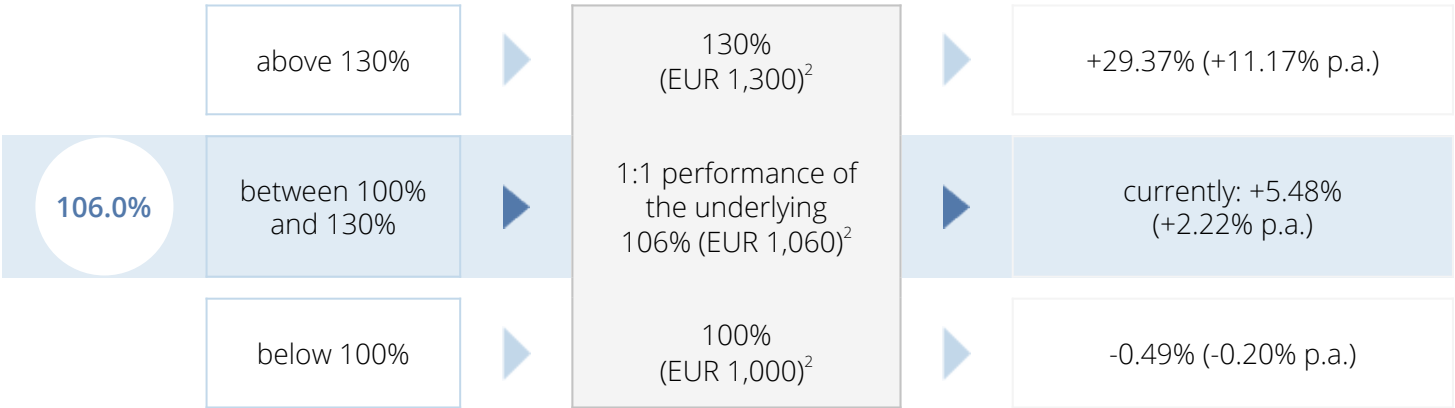 above 130%
130%
(EUR 1,300)²
+29.37% (+11.17% p.a.)
106.0%
between 100%
and 130%
1:1 performance of
the underlying
106% (EUR 1,060)²
currently: +5.48%
(+2.22% p.a.)
below 100%
100%
(EUR 1,000)²
-0.49% (-0.20% p.a.)